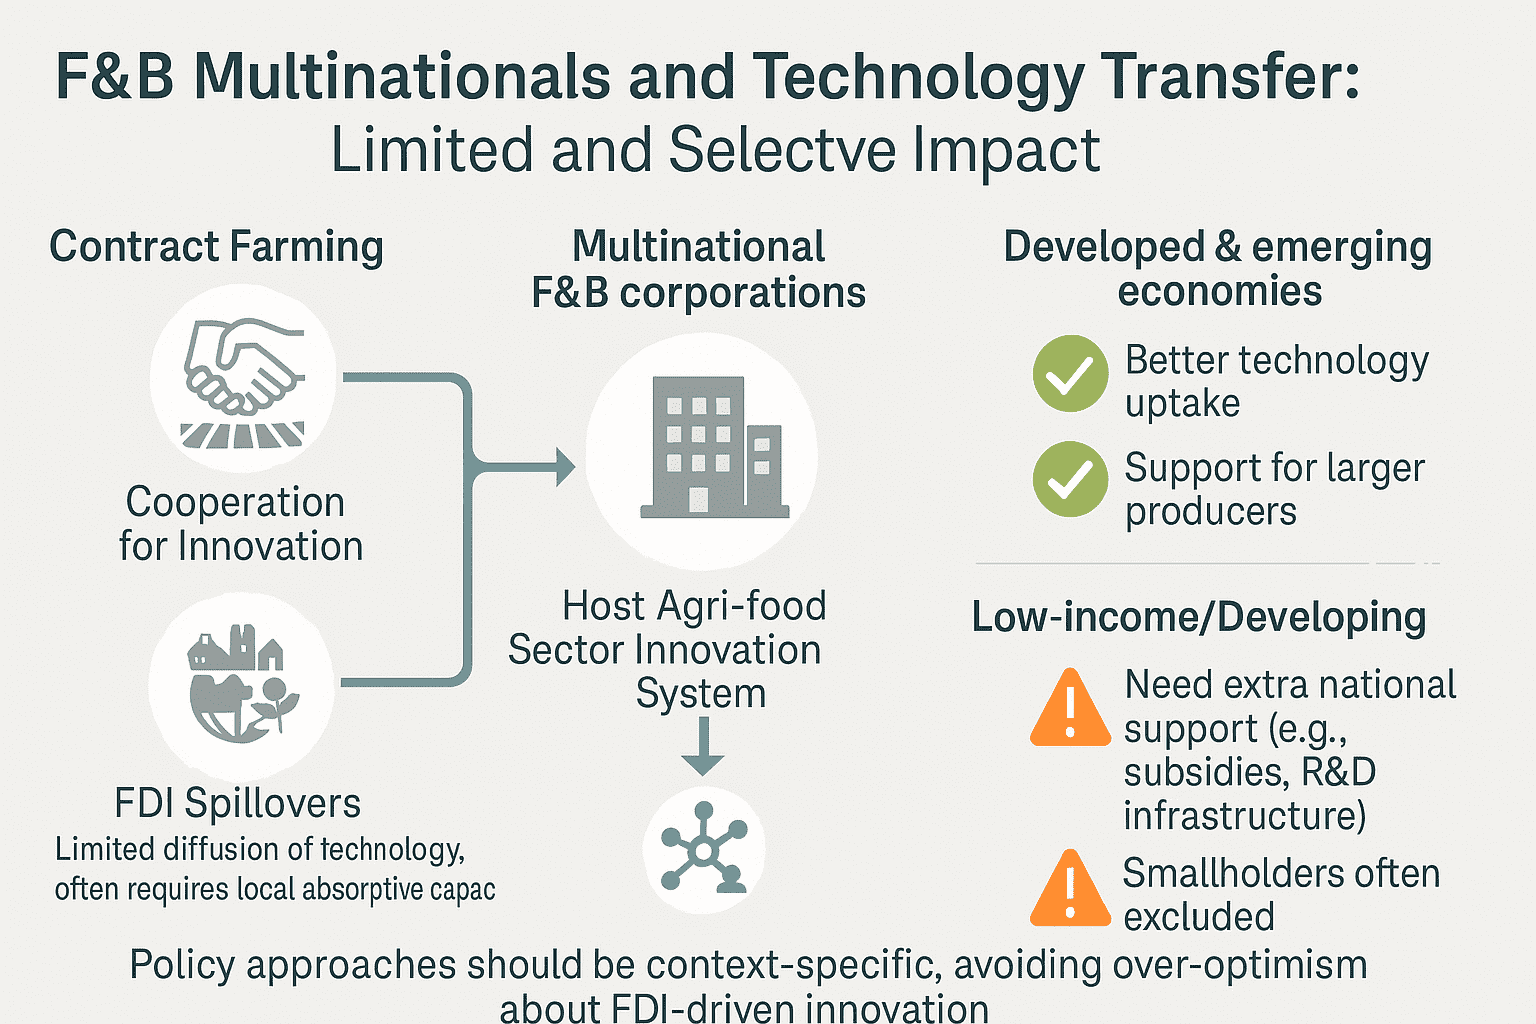 F&B Multinationals and Technology Transfer:
Limited and Selectve Impact
Contract Farming
Cooperation
for Innovation
FDI Spillovers
Limited diffusion of technology,
often requires local absorptive capac
Multinational
F&B corporations
Host Agri-food
Sector Innovation
System
Developed & emerging
economies
Better technology
uptake
Support for larger
producers
Low-income/Developing
Need extra national
support (e.g.,
subsidies, R&D
infrastructure)
Smallholders often
excluded
Policy approaches should be context-specific, avoiding over-optimism
about FDI-driven innovation